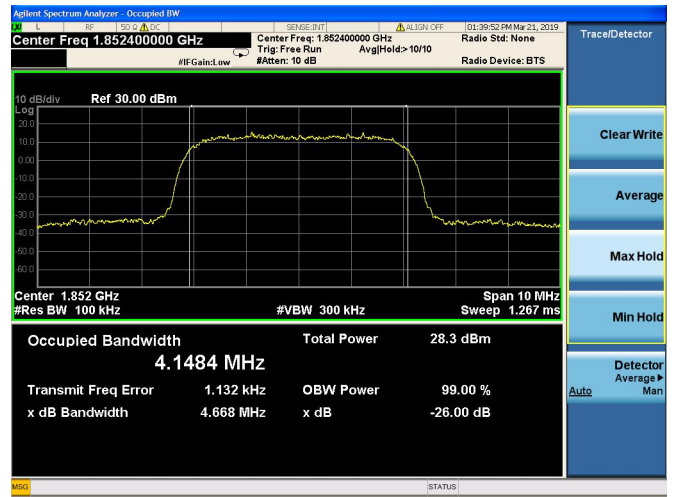 Agilent Spectrum Analyzer - Occupied BW
L RF 50 Ω DC SENSE:INT ALIGN OFF 01:39:52 PM Mar 21, 2019
Center Freq 1.852400000 GHz Center Freq: 1.852400000 GHz Radio Std: None Trace/Detector
Trig: Free Run Avg|Hold:>10/10
#IFGain:Low #Atten: 10 dB Radio Device: BTS
10 dB/div Ref 30.00 dBm
Log
20.0
10.0
0.00
-10.0
-20.0
-30.0
-40.0
-50.0
-60.0
Center 1.852 GHz Span 10 MHz
#Res BW 100 kHz #VBW 300 kHz Sweep 1.267 ms
Occupied Bandwidth Total Power 28.3 dBm
4.1484 MHz
Transmit Freq Error 1.132 kHz OBW Power 99.00 %
x dB Bandwidth 4.668 MHz x dB -26.00 dB
Clear Write
Average
Max Hold
Min Hold
Detector
Average
Auto Man
MSG STATUS